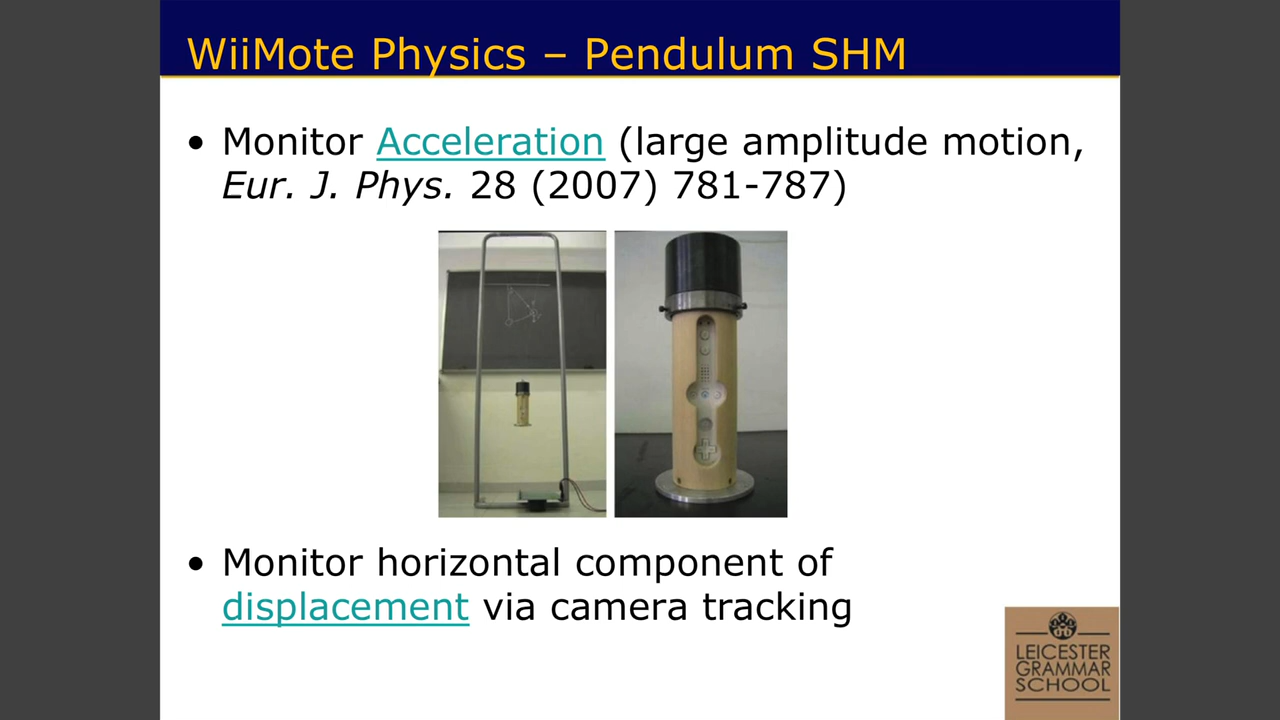 WiiMote Physics – Pendulum SHM
• Monitor Acceleration (large amplitude motion,
Eur. J. Phys. 28 (2007) 781-787)
• Monitor horizontal component of
displacement via camera tracking
LEICESTER
GRAMMAR
SCHOOL